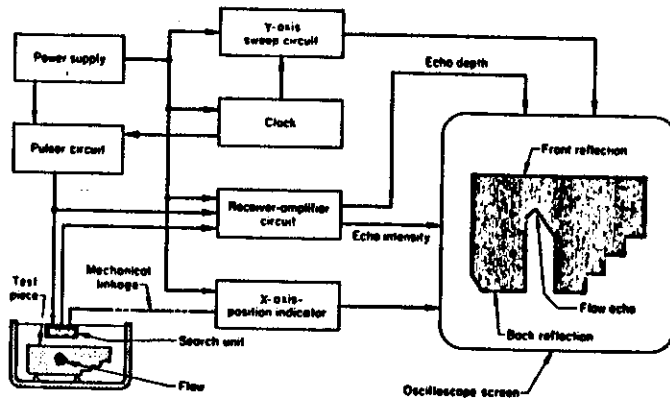 Y-axis
sweep circuit
Power supply
Echo depth
Clock
Pulser circuit
Front reflection
Receiver-amplifier
circuit
Echo intensity
Mechanical
linkage
Test
piece
X-axis-
position indicator
Flaw echo
Search unit
Back reflection
Flaw
Oscilloscope screen